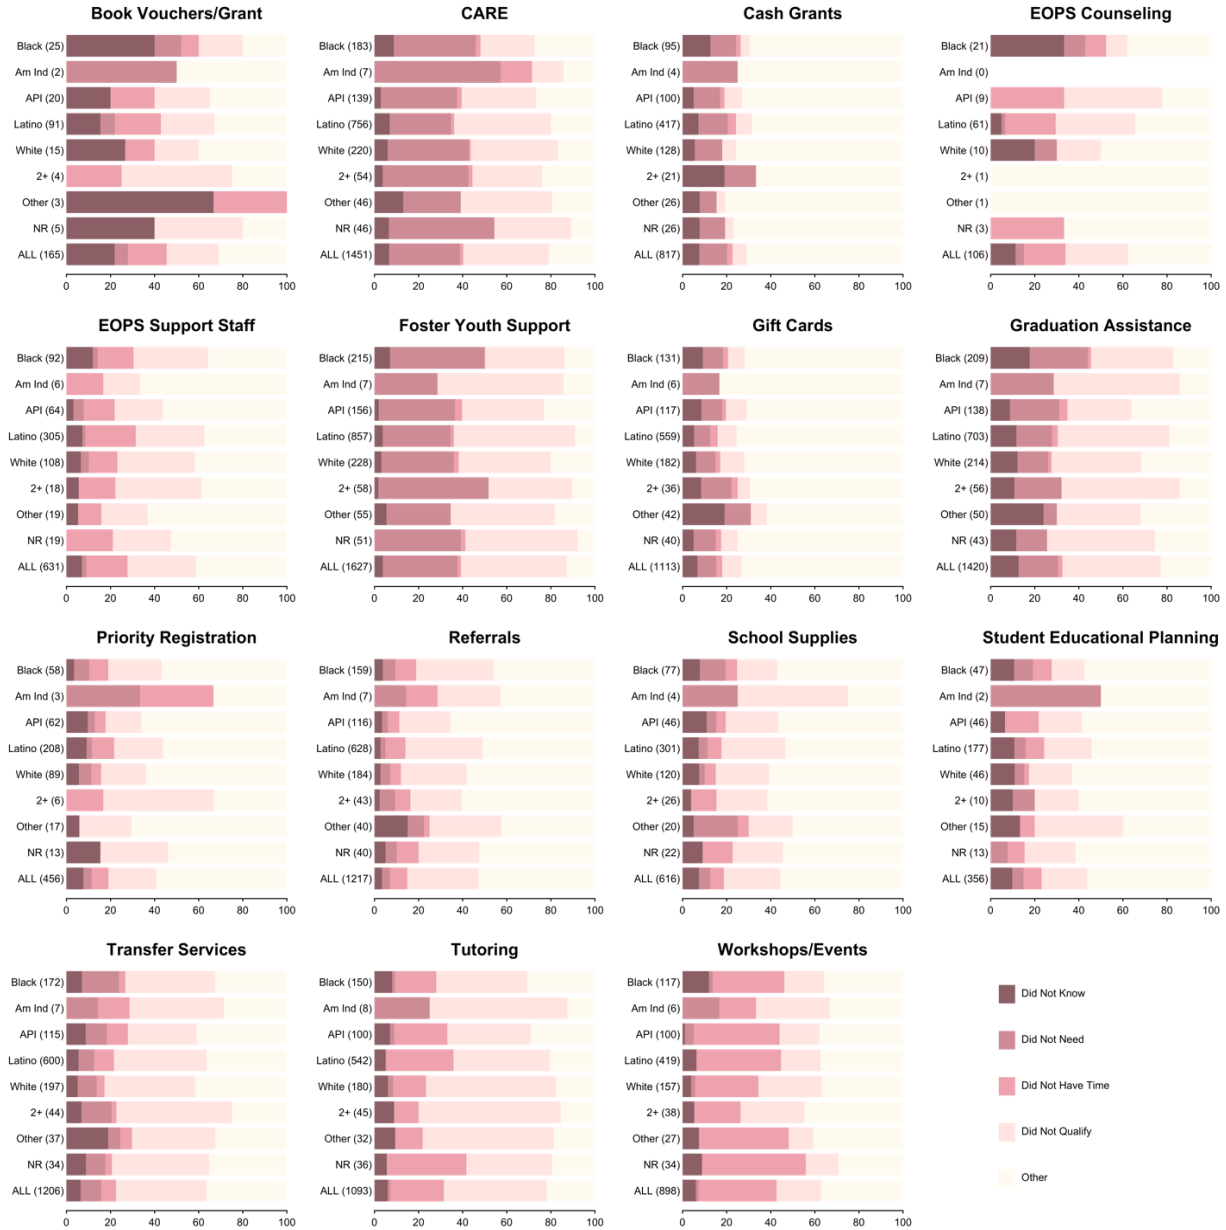 Book Vouchers/Grant
Black (25)
Am Ind (2)
API (20)
Latino (91)
White (15)
2+ (4)
Other (3)
NR (5)
ALL (165)
0 20 40 60 80 100
CARE
Black (183)
Am Ind (7)
API (139)
Latino (756)
White (220)
2+ (54)
Other (46)
NR (46)
ALL (1451)
0 20 40 60 80 100
Cash Grants
Black (95)
Am Ind (4)
API (100)
Latino (417)
White (128)
2+ (21)
Other (26)
NR (26)
ALL (817)
0 20 40 60 80 100
EOPS Counseling
Black (21)
Am Ind (0)
API (9)
Latino (61)
White (10)
2+ (1)
Other (1)
NR (3)
ALL (106)
0 20 40 60 80 100
EOPS Support Staff
Black (92)
Am Ind (6)
API (64)
Latino (305)
White (108)
2+ (18)
Other (19)
NR (19)
ALL (631)
0 20 40 60 80 100
Foster Youth Support
Black (215)
Am Ind (7)
API (156)
Latino (857)
White (228)
2+ (58)
Other (55)
NR (51)
ALL (1627)
0 20 40 60 80 100
Gift Cards
Black (131)
Am Ind (6)
API (117)
Latino (559)
White (182)
2+ (36)
Other (42)
NR (40)
ALL (1113)
0 20 40 60 80 100
Graduation Assistance
Black (209)
Am Ind (7)
API (138)
Latino (703)
White (214)
2+ (56)
Other (50)
NR (43)
ALL (1420)
0 20 40 60 80 100
Priority Registration
Black (58)
Am Ind (3)
API (62)
Latino (208)
White (89)
2+ (6)
Other (17)
NR (13)
ALL (456)
0 20 40 60 80 100
Referrals
Black (159)
Am Ind (7)
API (116)
Latino (628)
White (184)
2+ (43)
Other (40)
NR (40)
ALL (1217)
0 20 40 60 80 100
School Supplies
Black (77)
Am Ind (4)
API (46)
Latino (301)
White (120)
2+ (26)
Other (20)
NR (22)
ALL (616)
0 20 40 60 80 100
Student Educational Planning
Black (47)
Am Ind (2)
API (46)
Latino (177)
White (46)
2+ (10)
Other (15)
NR (13)
ALL (356)
0 20 40 60 80 100
Transfer Services
Black (172)
Am Ind (7)
API (115)
Latino (600)
White (197)
2+ (44)
Other (37)
NR (34)
ALL (1206)
0 20 40 60 80 100
Tutoring
Black (150)
Am Ind (8)
API (100)
Latino (542)
White (180)
2+ (45)
Other (32)
NR (36)
ALL (1093)
0 20 40 60 80 100
Workshops/Events
Black (117)
Am Ind (6)
API (100)
Latino (419)
White (157)
2+ (38)
Other (27)
NR (34)
ALL (898)
0 20 40 60 80 100
Did Not Know
Did Not Need
Did Not Have Time
Did Not Qualify
Other